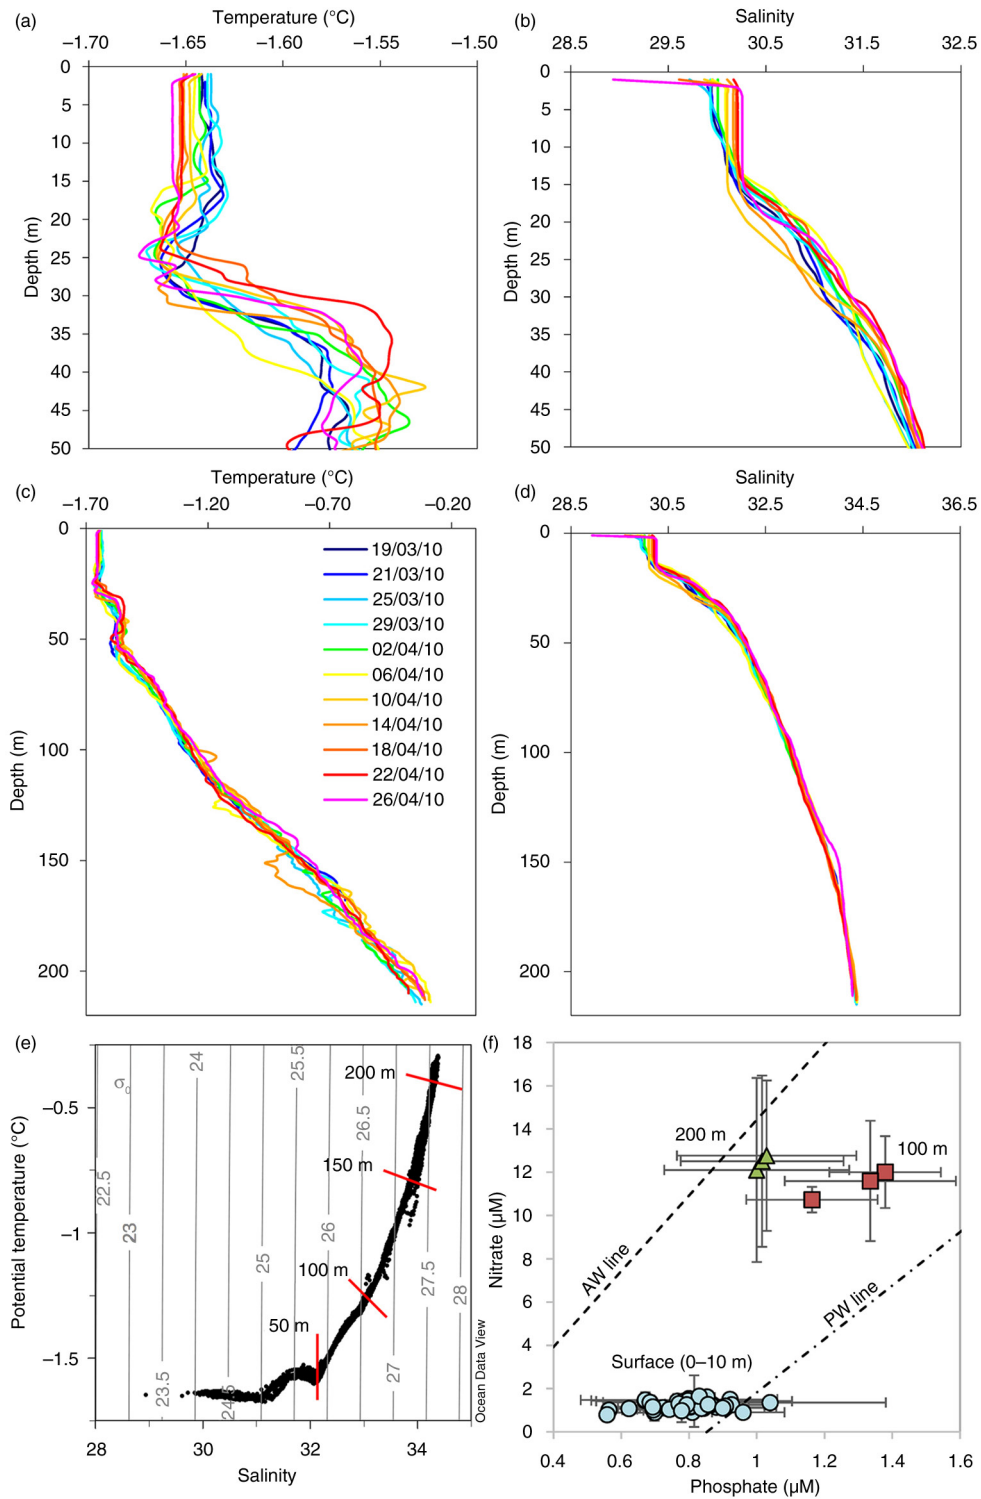 (a)
Temperature (°C)
−1.70 −1.65 −1.60 −1.55 −1.50
0
5
10
15
20
25
30
35
40
45
50
Depth (m)
(b)
Salinity
28.5 29.5 30.5 31.5 32.5
0
5
10
15
20
25
30
35
40
45
50
Depth (m)
(c)
Temperature (°C)
−1.70 −1.20 −0.70 −0.20
0
50
100
150
200
Depth (m)
19/03/10
21/03/10
25/03/10
29/03/10
02/04/10
06/04/10
10/04/10
14/04/10
18/04/10
22/04/10
26/04/10
(d)
Salinity
28.5 30.5 32.5 34.5 36.5
0
50
100
150
200
Depth (m)
(e)
σ₀
22.5
23
23.5
24
24.5
25
25.5
26
26.5
27
27.5
28
200 m
150 m
100 m
50 m
−0.5
−1
−1.5
Potential temperature (°C)
28 30 32 34
Salinity
Ocean Data View
(f)
18
16
14
12
10
8
6
4
2
0
Nitrate (µM)
200 m
100 m
AW line
PW line
Surface (0–10 m)
0.4 0.6 0.8 1 1.2 1.4 1.6
Phosphate (µM)